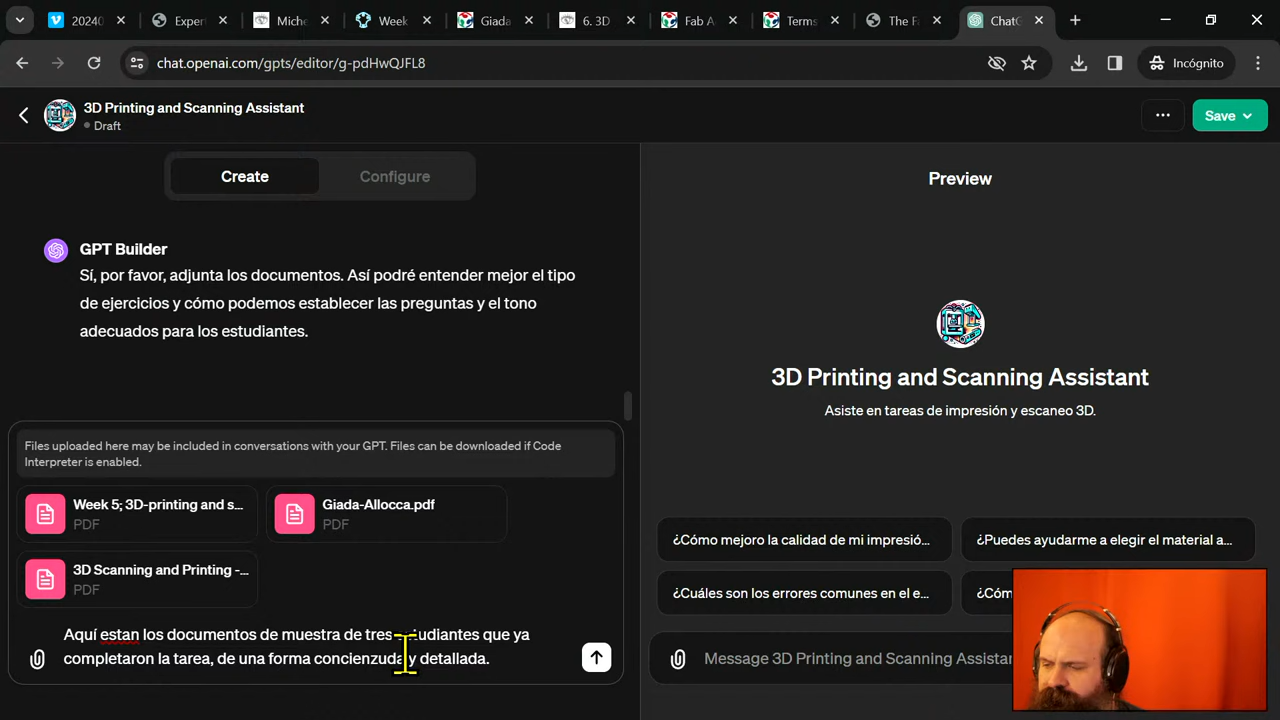 20240
Experi
Miche
Week
Giada
6. 3D
Fab A
Terms
The Fa
ChatG
chat.openai.com/gpts/editor/g-pdHwQJFL8
Incógnito
3D Printing and Scanning Assistant
Draft
Save
Create
Configure
Preview
GPT Builder
Sí, por favor, adjunta los documentos. Así podré entender mejor el tipo
de ejercicios y cómo podemos establecer las preguntas y el tono
adecuados para los estudiantes.
3D Printing and Scanning Assistant
Asiste en tareas de impresión y escaneo 3D.
Files uploaded here may be included in conversations with your GPT. Files can be downloaded if Code
Interpreter is enabled.
Week 5; 3D-printing and s...
PDF
Giada-Allocca.pdf
PDF
3D Scanning and Printing -...
PDF
¿Cómo mejoro la calidad de mi impresió...
¿Puedes ayudarme a elegir el material a...
¿Cuáles son los errores comunes en el e...
¿Cóm
Aquí estan los documentos de muestra de tres estudiantes que ya
completaron la tarea, de una forma concienzuda y detallada.
Message 3D Printing and Scanning Assistan